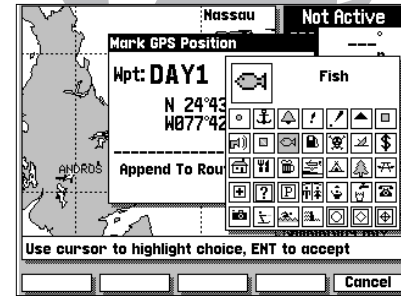 Nassau
Not Active
Mark GPS Position
Wpt: DAY1
Fish
N 24°43
W077°42
ANDROS
Append To Rou
Use cursor to highlight choice, ENT to accept
Cancel